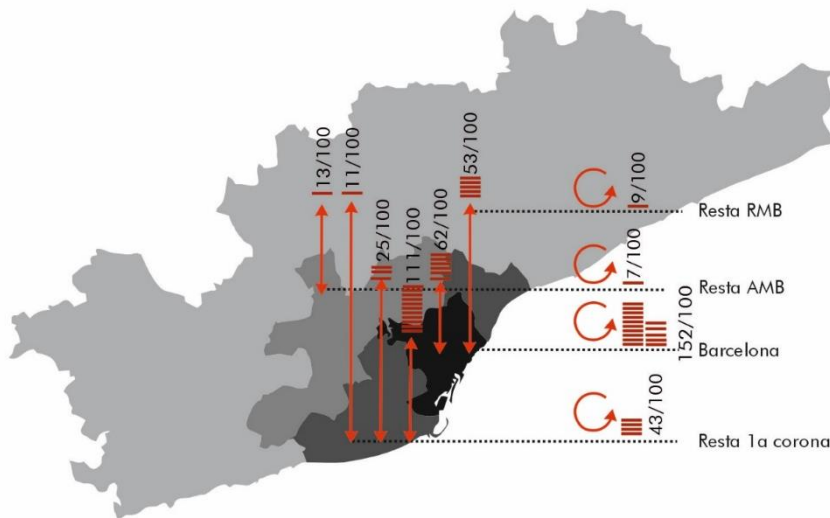 13/100
11/100
25/100
111/100
62/100
53/100
9/100
Resta RMB
7/100
Resta AMB
152/100
Barcelona
43/100
Resta 1a corona